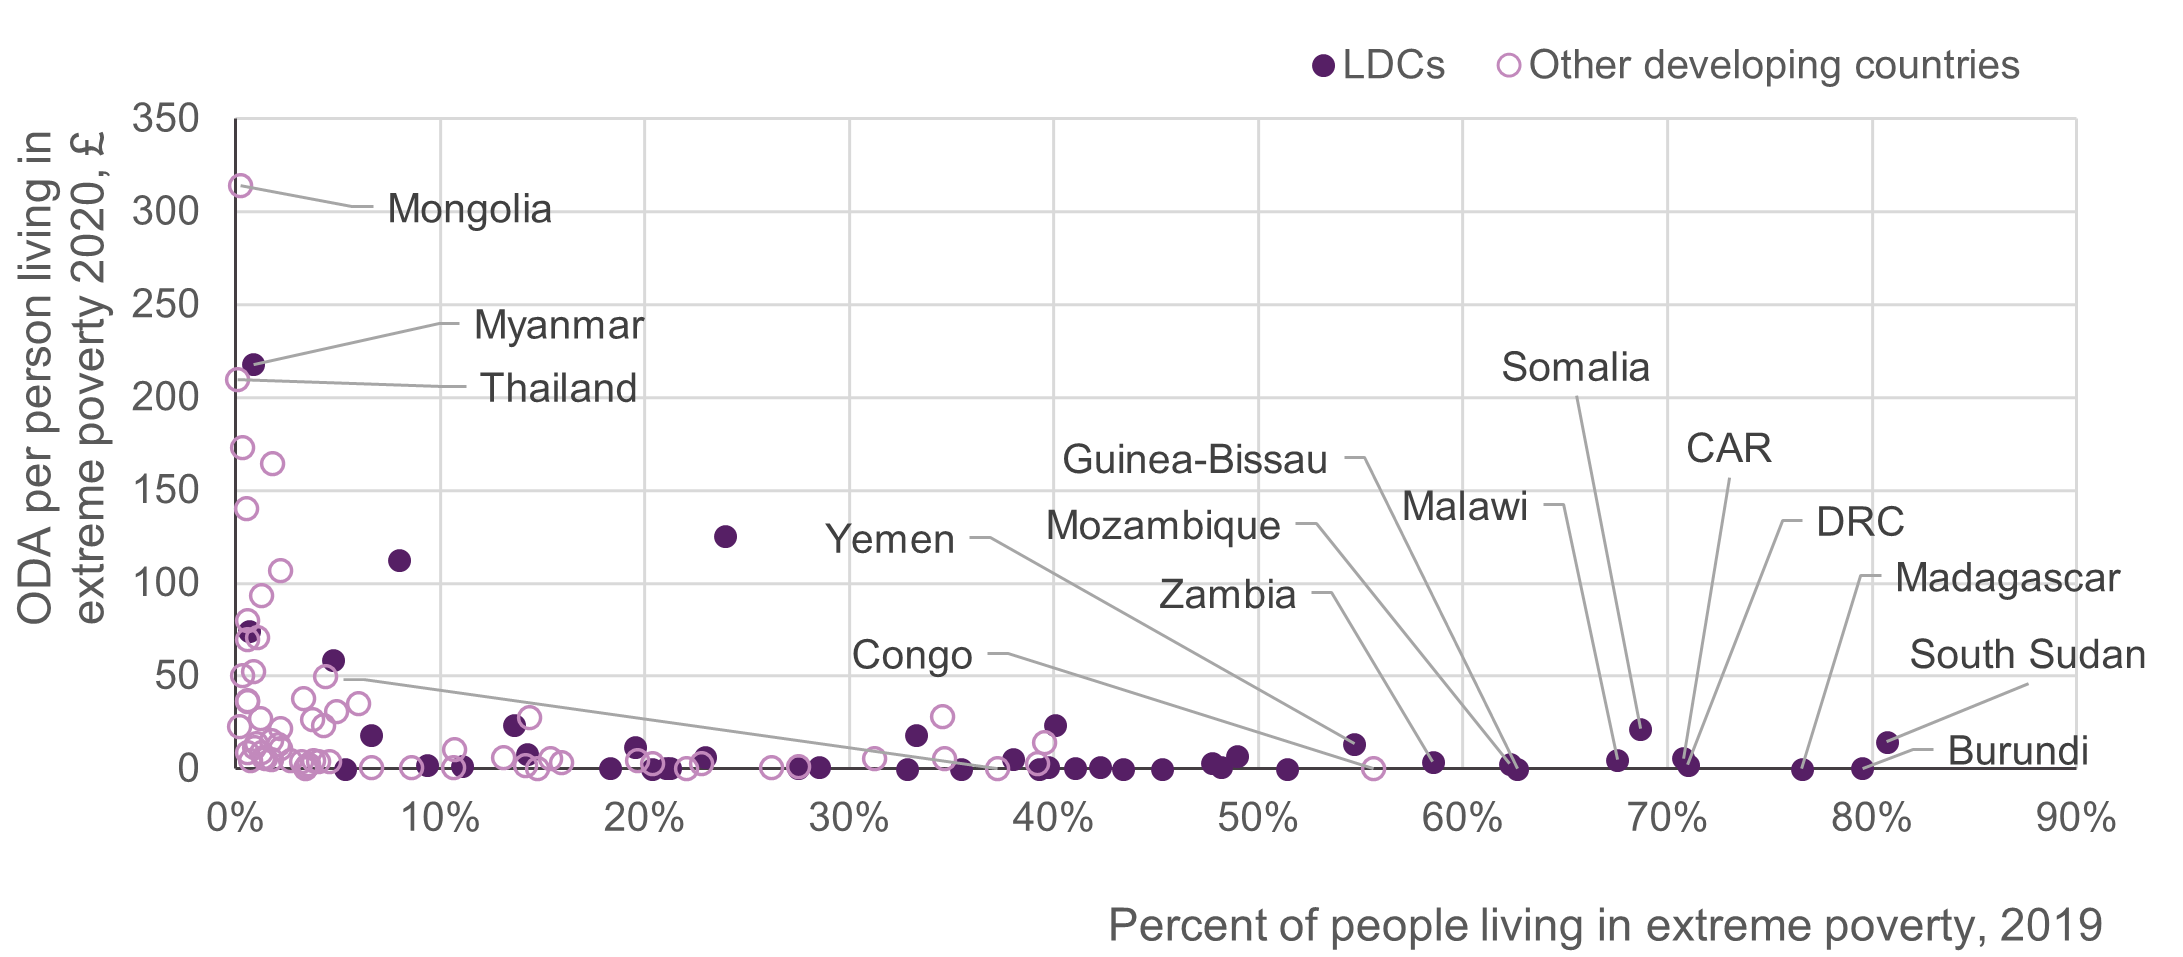 LDCs
Other developing countries
ODA per person living in
extreme poverty 2020, £
350
300
250
200
150
100
50
0
Mongolia
Myanmar
Thailand
Somalia
CAR
Guinea-Bissau
Malawi
Mozambique
DRC
Yemen
Madagascar
Zambia
Congo
South Sudan
Burundi
0%
10%
20%
30%
40%
50%
60%
70%
80%
90%
Percent of people living in extreme poverty, 2019